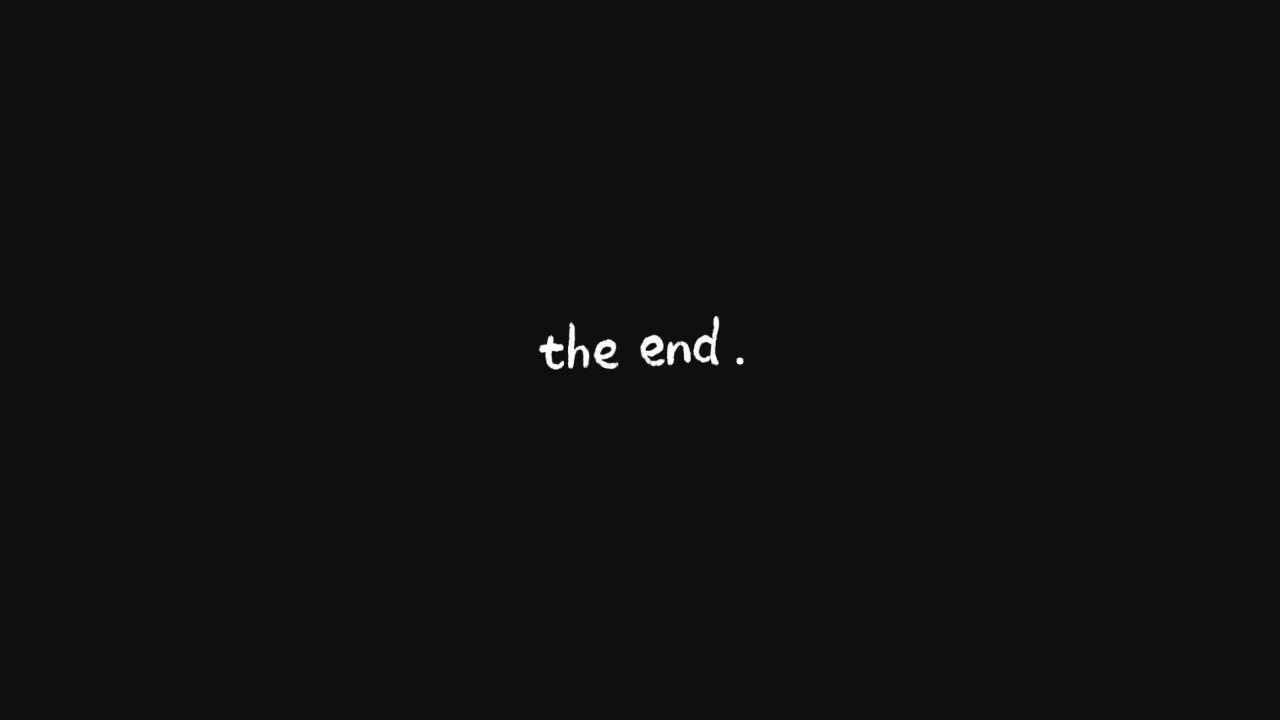 the end .